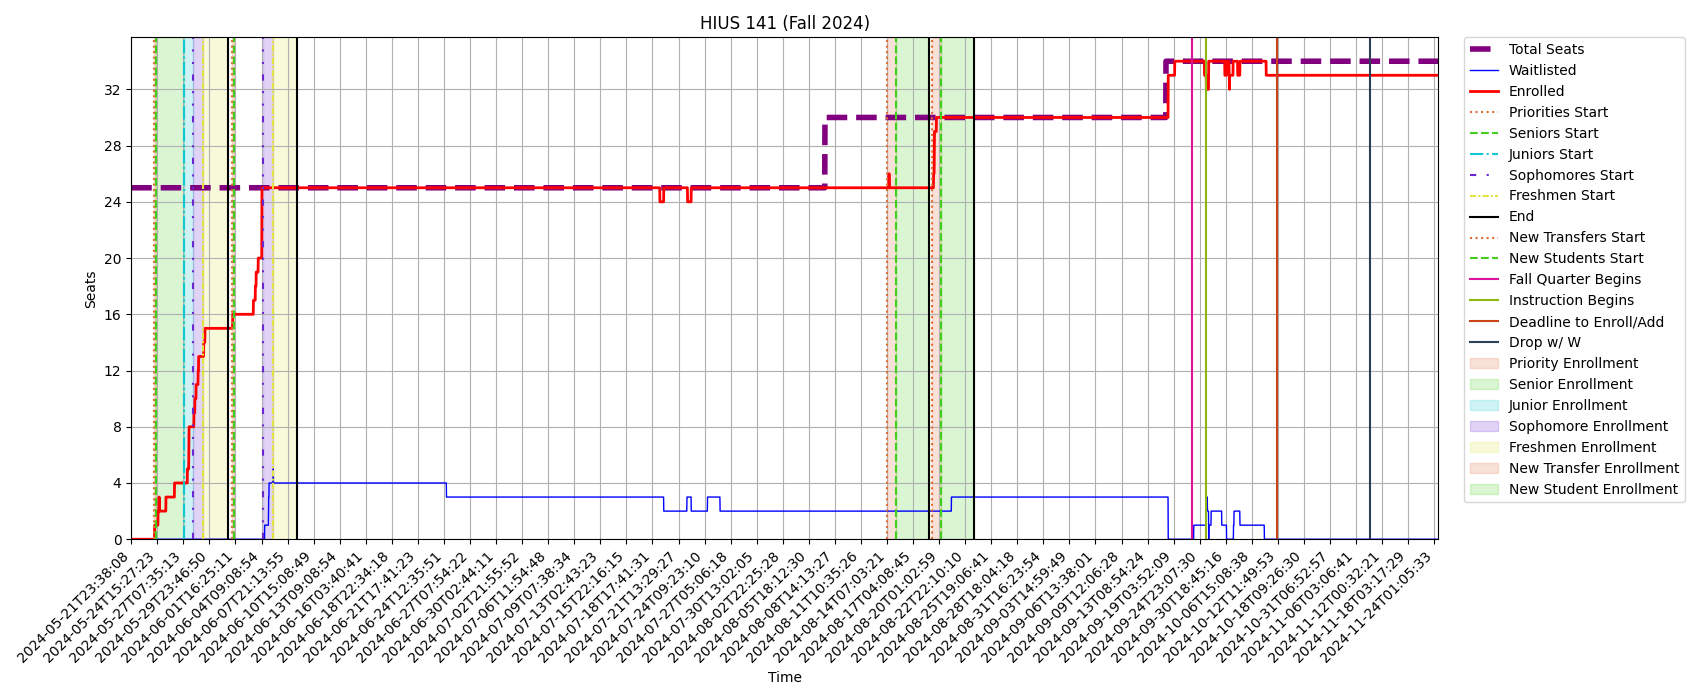 HIUS 141 (Fall 2024)
Seats
32
28
24
20
16
12
8
4
0
2024-05-21T23:38:08
2024-05-24T15:27:23
2024-05-27T07:35:13
2024-05-29T23:46:50
2024-06-01T16:25:11
2024-06-04T09:08:54
2024-06-07T21:13:55
2024-06-10T15:08:49
2024-06-13T09:08:54
2024-06-16T03:40:41
2024-06-18T22:34:18
2024-06-21T17:41:23
2024-06-24T12:35:51
2024-06-27T07:54:22
2024-06-30T02:44:11
2024-07-02T21:55:52
2024-07-06T11:54:48
2024-07-09T07:38:34
2024-07-13T02:43:23
2024-07-15T22:16:15
2024-07-18T17:41:31
2024-07-21T13:29:27
2024-07-24T09:23:10
2024-07-27T05:06:18
2024-07-30T13:02:05
2024-08-02T22:25:28
2024-08-05T18:12:30
2024-08-08T14:13:27
2024-08-11T10:35:26
2024-08-14T07:03:21
2024-08-17T04:08:45
2024-08-20T01:02:59
2024-08-22T22:10:10
2024-08-25T19:06:41
2024-08-28T18:04:18
2024-08-31T16:23:54
2024-09-03T14:59:49
2024-09-06T13:38:01
2024-09-09T12:06:28
2024-09-13T08:54:24
2024-09-19T03:52:09
2024-09-24T23:07:30
2024-09-30T18:45:16
2024-10-06T15:08:38
2024-10-12T11:49:53
2024-10-18T09:26:30
2024-10-31T06:52:57
2024-11-06T03:06:41
2024-11-12T00:32:21
2024-11-18T03:17:29
2024-11-24T01:05:33
Time
Total Seats
Waitlisted
Enrolled
Priorities Start
Seniors Start
Juniors Start
Sophomores Start
Freshmen Start
End
New Transfers Start
New Students Start
Fall Quarter Begins
Instruction Begins
Deadline to Enroll/Add
Drop w/ W
Priority Enrollment
Senior Enrollment
Junior Enrollment
Sophomore Enrollment
Freshmen Enrollment
New Transfer Enrollment
New Student Enrollment